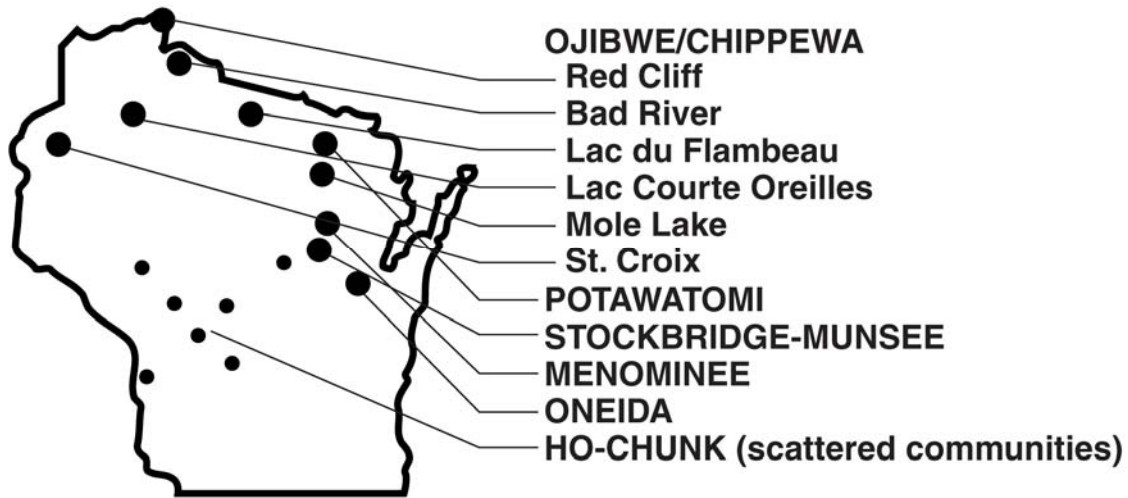 OJIBWE/CHIPPEWA
Red Cliff
Bad River
Lac du Flambeau
Lac Courte Oreilles
Mole Lake
St. Croix
POTAWATOMI
STOCKBRIDGE-MUNSEE
MENOMINEE
ONEIDA
HO-CHUNK (scattered communities)